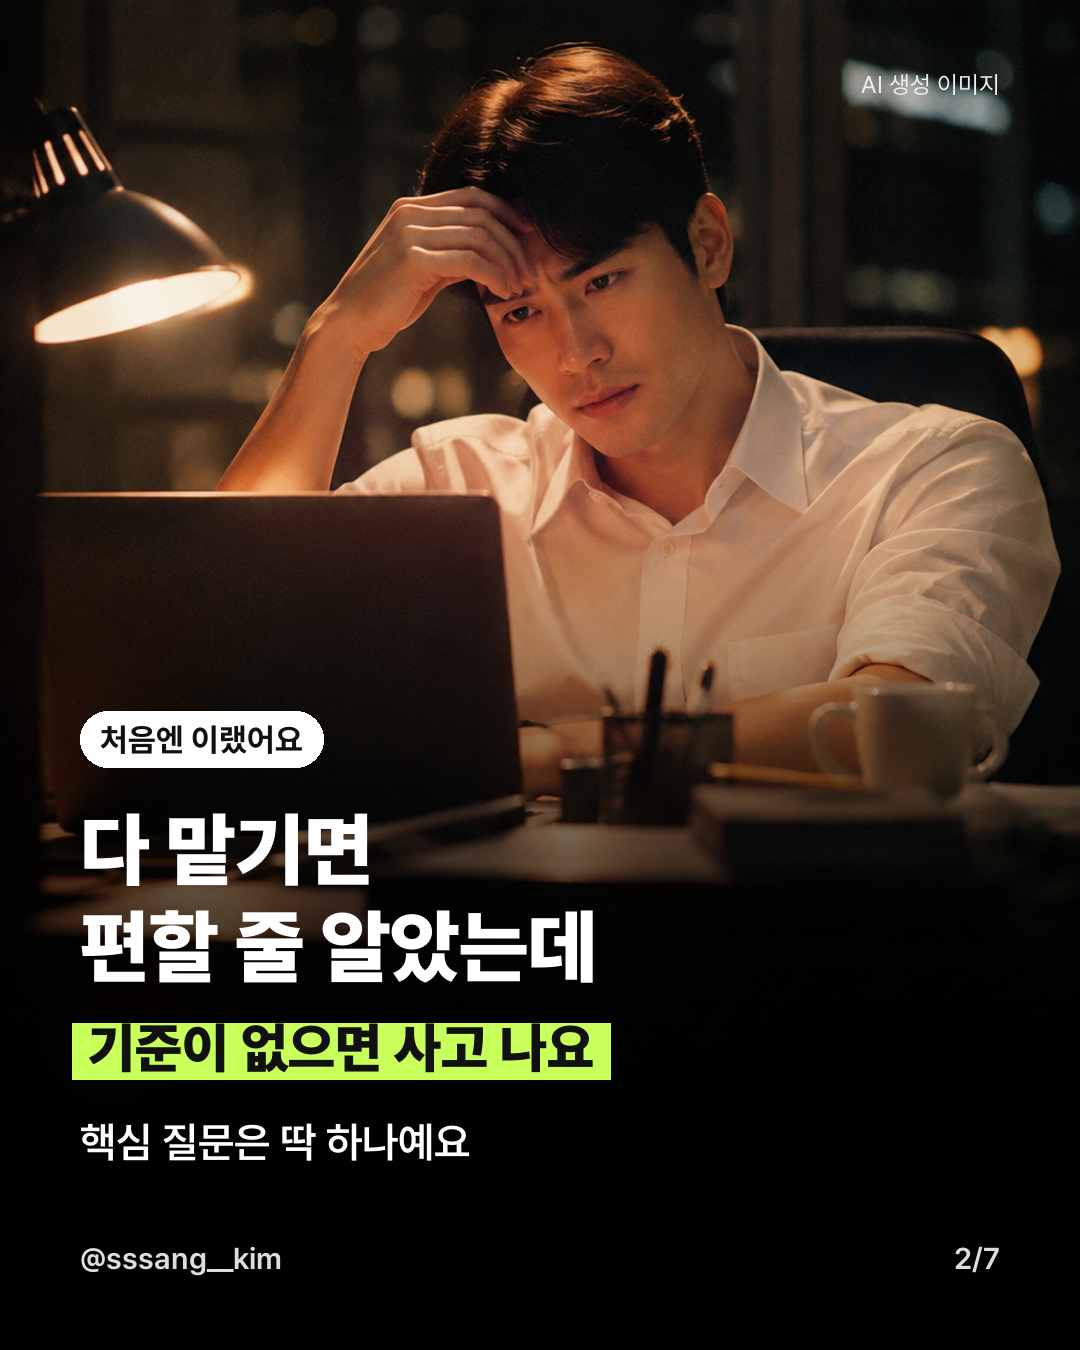 AI 생성 이미지
처음엔 이랬어요
다 맡기면
편할 줄 알았는데
기준이 없으면 사고 나요
핵심 질문은 딱 하나예요
@sssang__kim
2/7